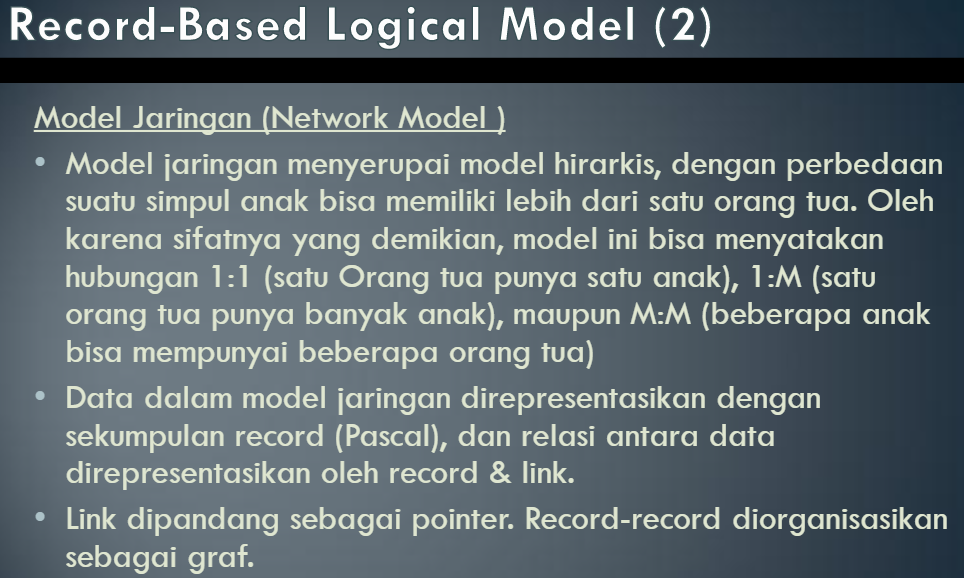 Record-Based Logical Model (2)
Model Jaringan (Network Model )
• Model jaringan menyerupai model hirarkis, dengan perbedaan
suatu simpul anak bisa memiliki lebih dari satu orang tua. Oleh
karena sifatnya yang demikian, model ini bisa menyatakan
hubungan 1:1 (satu Orang tua punya satu anak), 1:M (satu
orang tua punya banyak anak), maupun M:M (beberapa anak
bisa mempunyai beberapa orang tua)
• Data dalam model jaringan direpresentasikan dengan
sekumpulan record (Pascal), dan relasi antara data
direpresentasikan oleh record & link.
• Link dipandang sebagai pointer. Record-record diorganisasikan
sebagai graf.